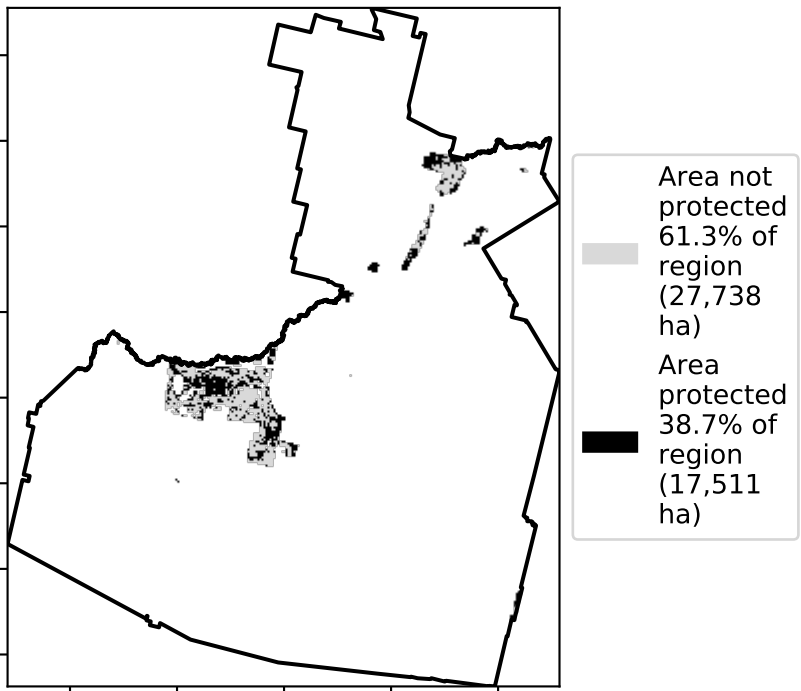 Area not
protected
61.3% of
region
(27,738
ha)
Area
protected
38.7% of
region
(17,511
ha)